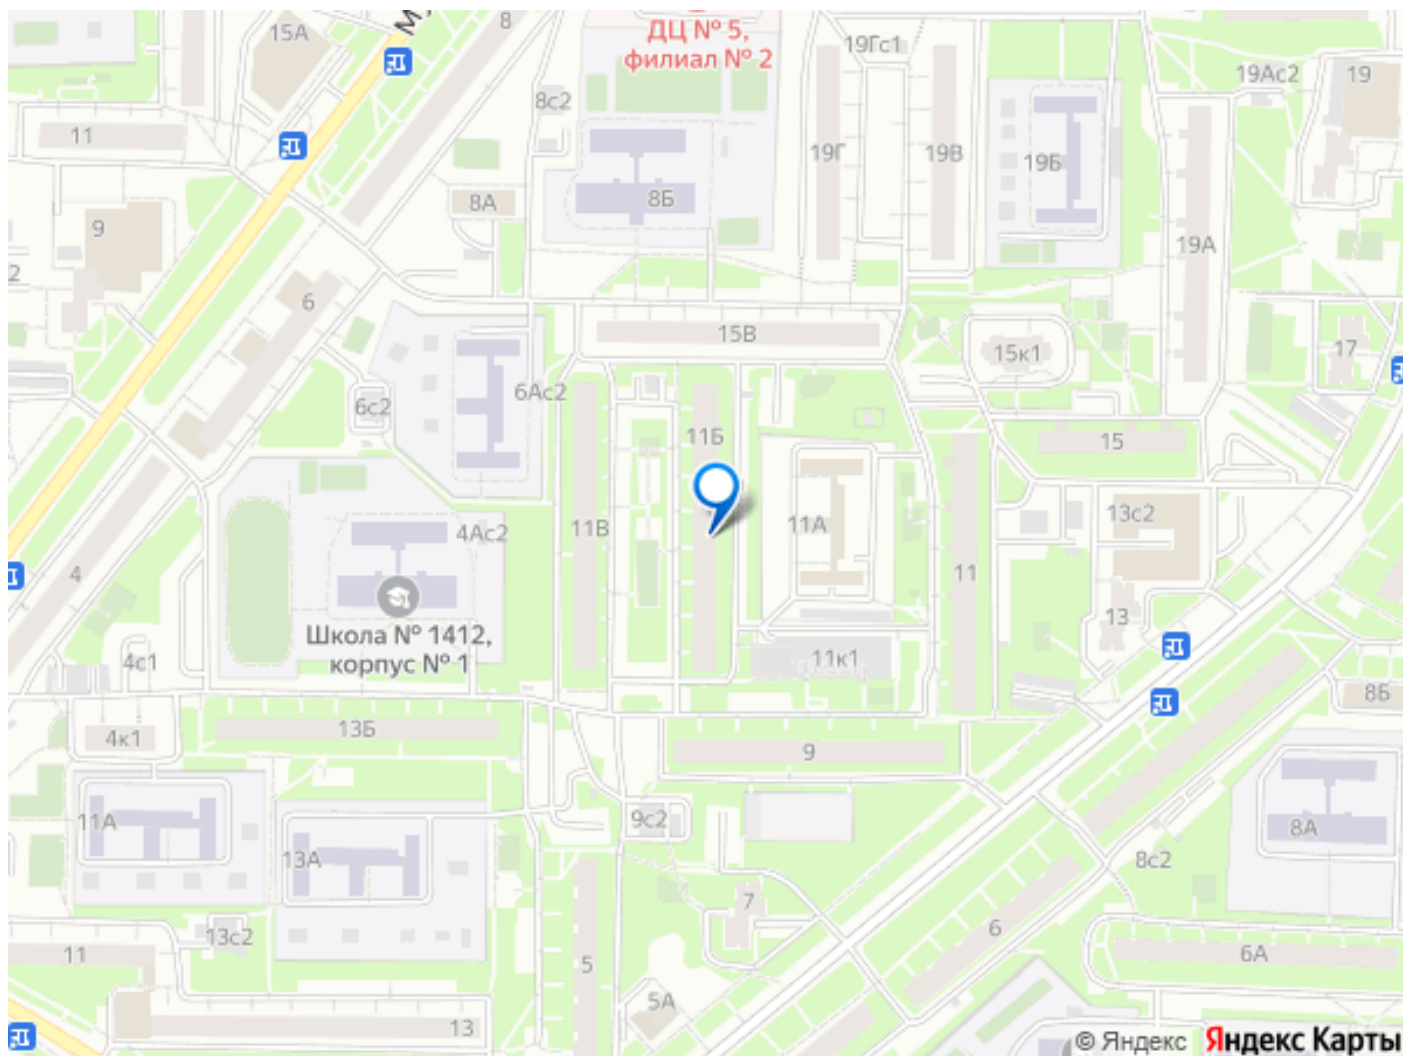 15А
8
ДЦ № 5,
филиал № 2
19Гс1
19Ас2
19
8с2
11
19Г
19В
19Б
8Б
8А
9
19А
2
6
15В
15к1
17
6Ас2
6с2
11Б
15
13с2
4Ас2
11В
11А
4
11
13
Школа № 1412,
корпус № 1
4с1
11к1
8Б
13Б
4к1
9
9с2
11А
8А
13А
8с2
7
13с2
6
11
5
6А
5А
13
© Яндекс Яндекс Карты